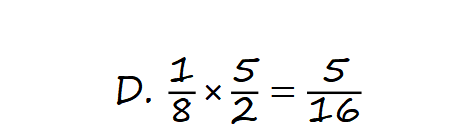 D. 1/8 × 5/2 = 5/16